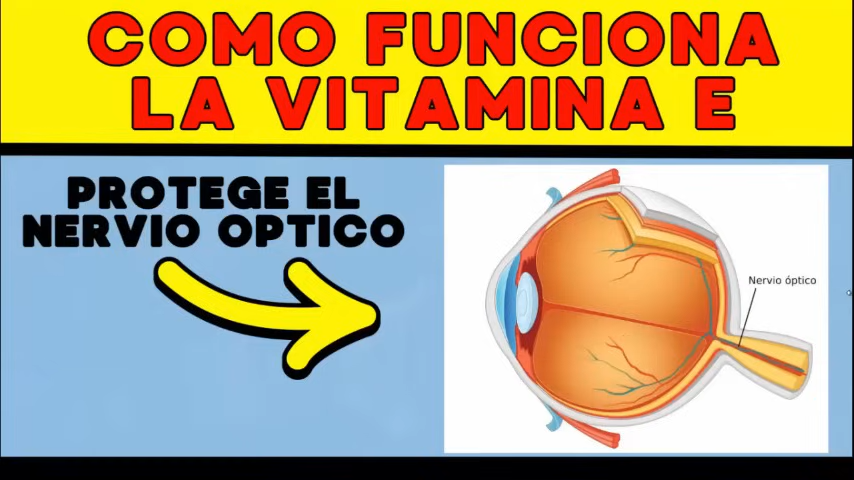 COMO FUNCIONA
LA VITAMINA E
PROTEGE EL
NERVIO OPTICO
Nervio óptico